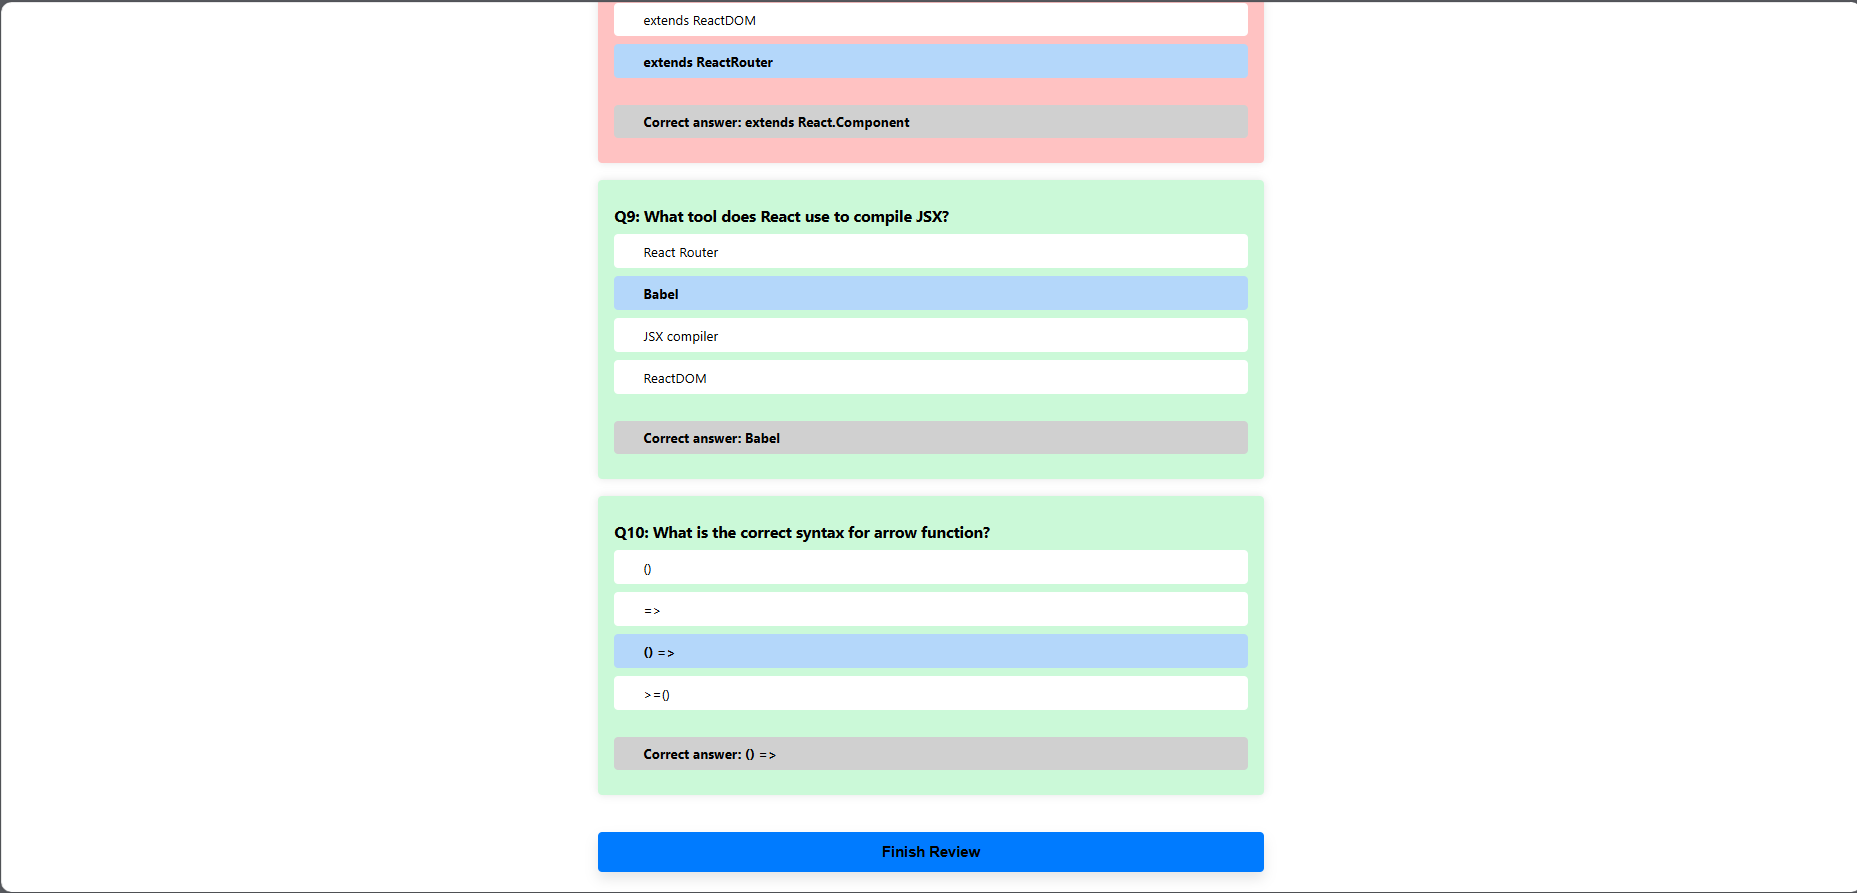 extends ReactDOM
extends ReactRouter
Correct answer: extends React.Component
Q9: What tool does React use to compile JSX?
React Router
Babel
JSX compiler
ReactDOM
Correct answer: Babel
Q10: What is the correct syntax for arrow function?
()
=>
() =>
>=()
Correct answer: () =>
Finish Review